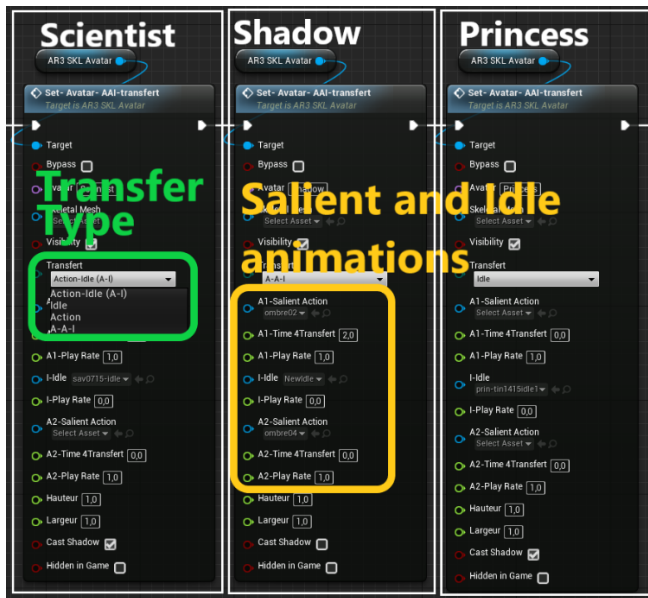 Scientist
AR3 SKL Avatar
Set- Avatar- AAI-transfert
Target is AR3 SKL Avatar
Target
Bypass
Avatar
Skeletal Mesh
Select Asset
Transfer
Type
Visibility
Transfert
Action-Idle (A-I)
Action-Idle (A-I)
Idle
Action
A-A-I
A1-Play Rate 1,0
I-Idle sav0715-idle
I-Play Rate 0,0
A2-Salient Action
Select Asset
A2-Time 4Transfert 0,0
A2-Play Rate 1,0
Hauteur 1,0
Largeur 1,0
Cast Shadow
Hidden in Game
Shadow
AR3 SKL Avatar
Set- Avatar- AAI-transfert
Target is AR3 SKL Avatar
Target
Bypass
Avatar Shadow
Salient and Idle
animations
Visibility
Transfert
A-A-I
A1-Salient Action
ombre02
A1-Time 4Transfert 2,0
A1-Play Rate 1,0
I-Idle NewIdle
I-Play Rate 0,0
A2-Salient Action
ombre04
A2-Time 4Transfert 0,0
A2-Play Rate 1,0
Hauteur 1,0
Largeur 1,0
Cast Shadow
Hidden in Game
Princess
AR3 SKL Avatar
Set- Avatar- AAI-transfert
Target is AR3 SKL Avatar
Target
Bypass
Avatar Princess
Skeletal Mesh
Select Asset
Visibility
Transfert
Idle
A1-Salient Action
Select Asset
A1-Time 4Transfert 0,0
A1-Play Rate 1,0
I-Idle
prin-tin1415idle1
I-Play Rate 0,0
A2-Salient Action
Select Asset
A2-Time 4Transfert 0,0
A2-Play Rate 1,0
Hauteur 1,0
Largeur 1,0
Cast Shadow
Hidden in Game